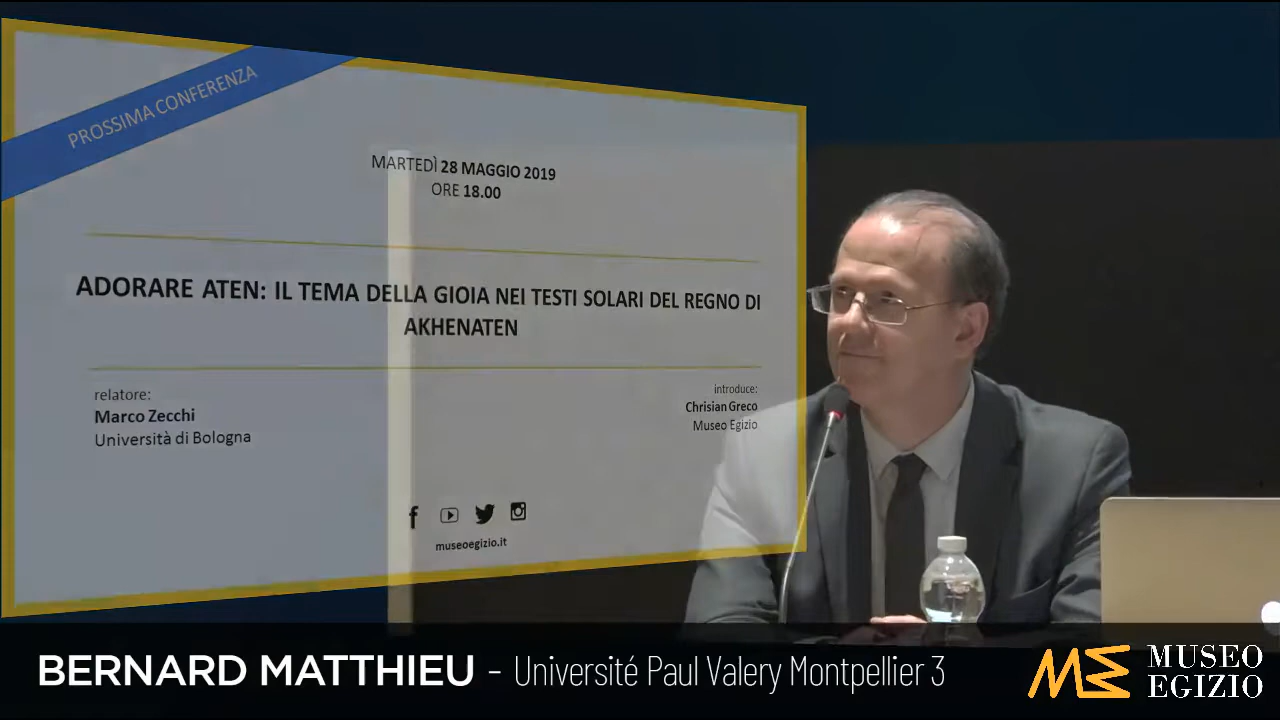 PROSSIMA CONFERENZA
MARTEDÌ 28 MAGGIO 2019
ORE 18.00
ADORARE ATEN: IL TEMA DELLA GIOIA NEI TESTI SOLARI DEL REGNO DI
AKHENATEN
relatore:
Marco Zecchi
Università di Bologna
introduce:
Chrisian Greco
Museo Egizio
museoegizio.it
BERNARD MATTHIEU - Université Paul Valery Montpellier 3
ME MUSEO
EGIZIO